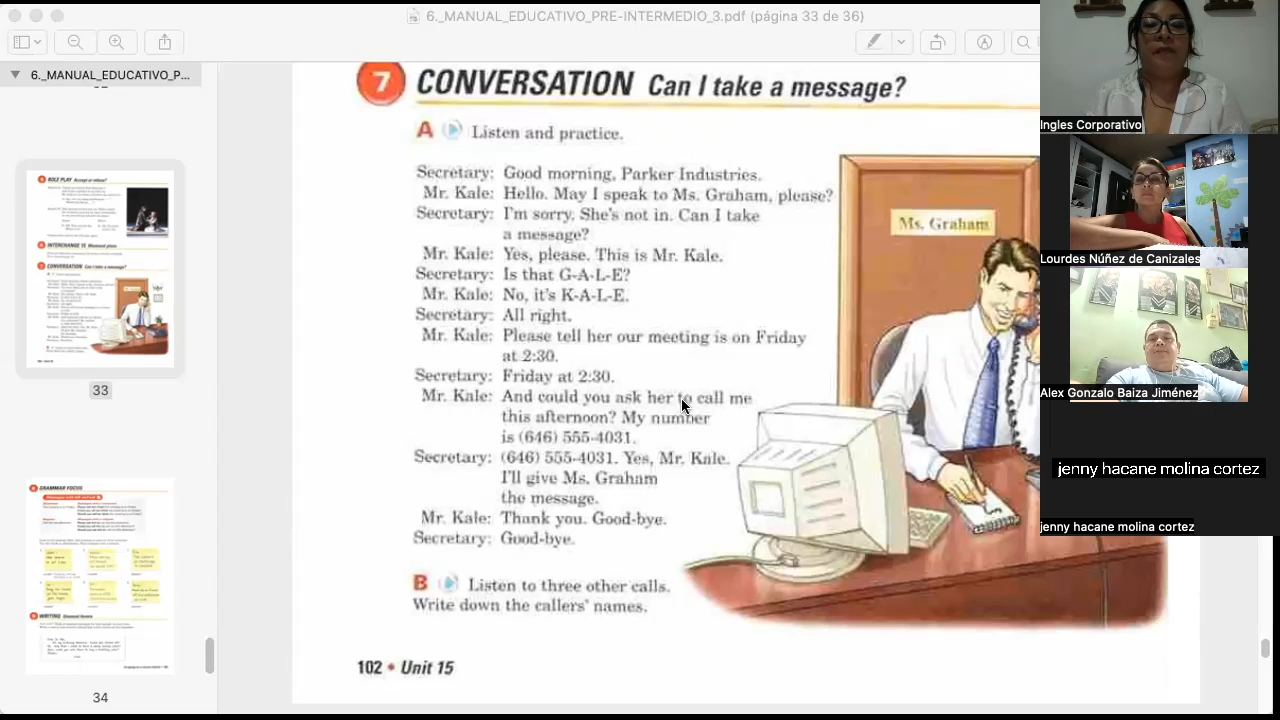 6._MANUAL_EDUCATIVO_PRE-INTERMEDIO_3.pdf (página 33 de 36)
6._MANUAL_EDUCATIVO_P...
33
34
7 CONVERSATION Can I take a message?
A Listen and practice.
Secretary: Good morning, Parker Industries.
Mr. Kale: Hello. May I speak to Ms. Graham, please?
Secretary: I'm sorry. She's not in. Can I take
a message?
Mr. Kale: Yes, please. This is Mr. Kale.
Secretary: Is that G-A-L-E?
Mr. Kale: No, it's K-A-L-E.
Secretary: All right.
Mr. Kale: Please tell her our meeting is on Friday
at 2:30.
Secretary: Friday at 2:30.
Mr. Kale: And could you ask her to call me
this afternoon? My number
is (646) 555-4031.
Secretary: (646) 555-4031. Yes, Mr. Kale.
I'll give Ms. Graham
the message.
Mr. Kale: Thank you. Good-bye.
Secretary: Good-bye.
Ms. Graham
B Listen to three other calls.
Write down the callers' names.
102 • Unit 15
Ingles Corporativo
Lourdes Núñez de Canizales
Alex Gonzalo Baiza Jiménez
jenny hacane molina cortez
jenny hacane molina cortez